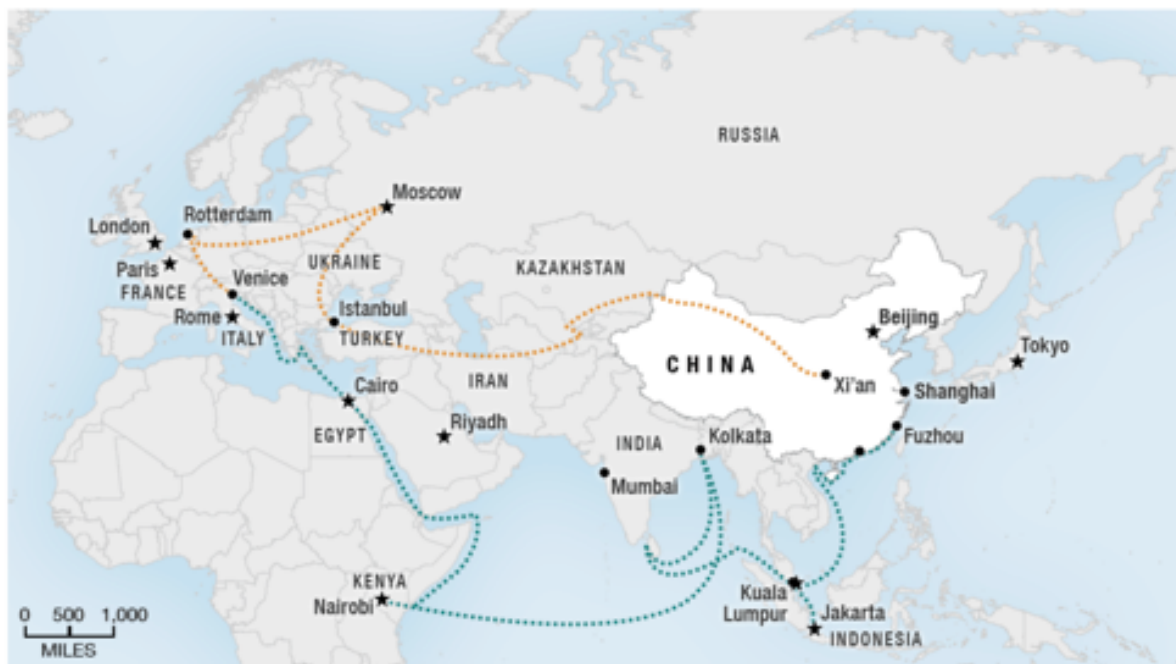 RUSSIA
Moscow
Rotterdam
London
UKRAINE
KAZAKHSTAN
Paris
FRANCE
Venice
Istanbul
Rome
ITALY
TURKEY
Beijing
Tokyo
CHINA
IRAN
Xi'an
Cairo
Shanghai
EGYPT
Riyadh
INDIA
Kolkata
Fuzhou
Mumbai
KENYA
Nairobi
Kuala
Lumpur
Jakarta
INDONESIA
0 500 1,000
MILES